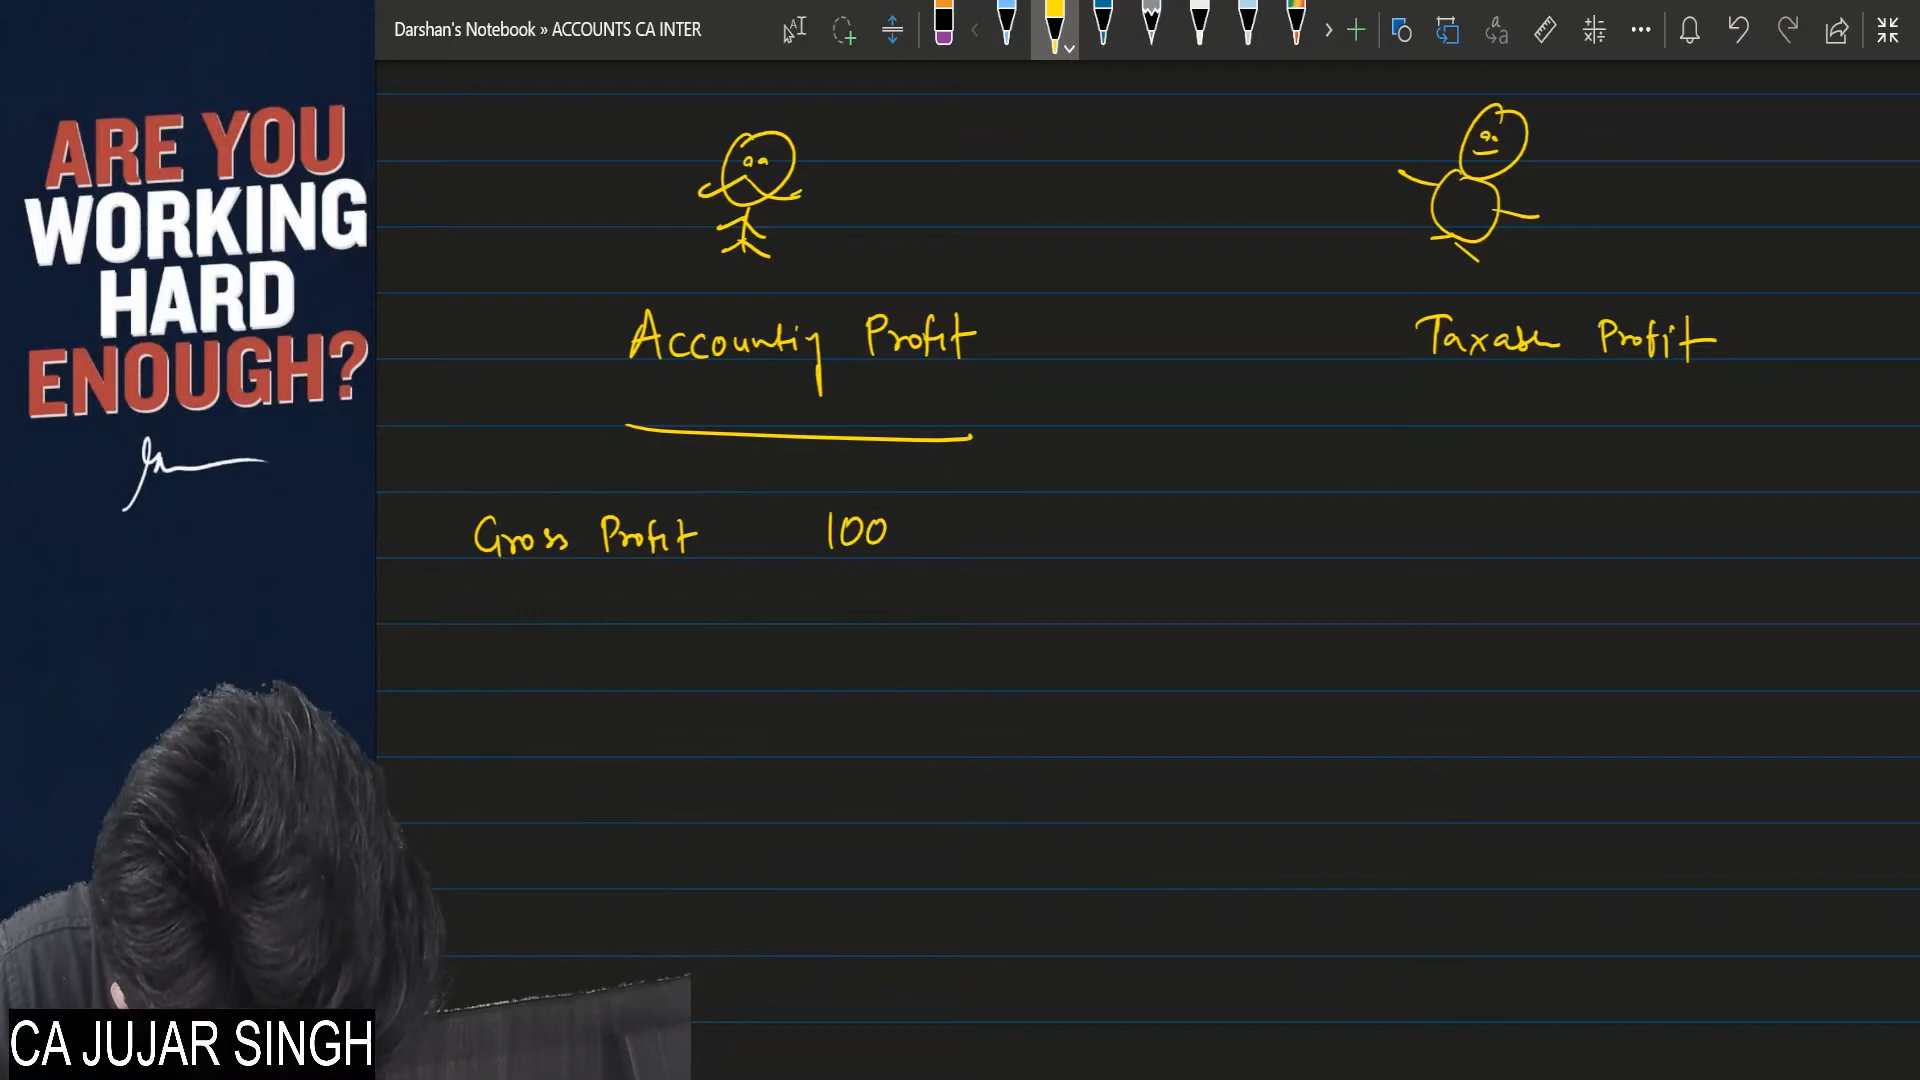 Darshan's Notebook » ACCOUNTS CA INTER
ARE YOU
WORKING
HARD
ENOUGH?
Accounting Profit
Profit
Gross Profit 100
CA JUJAR SINGH